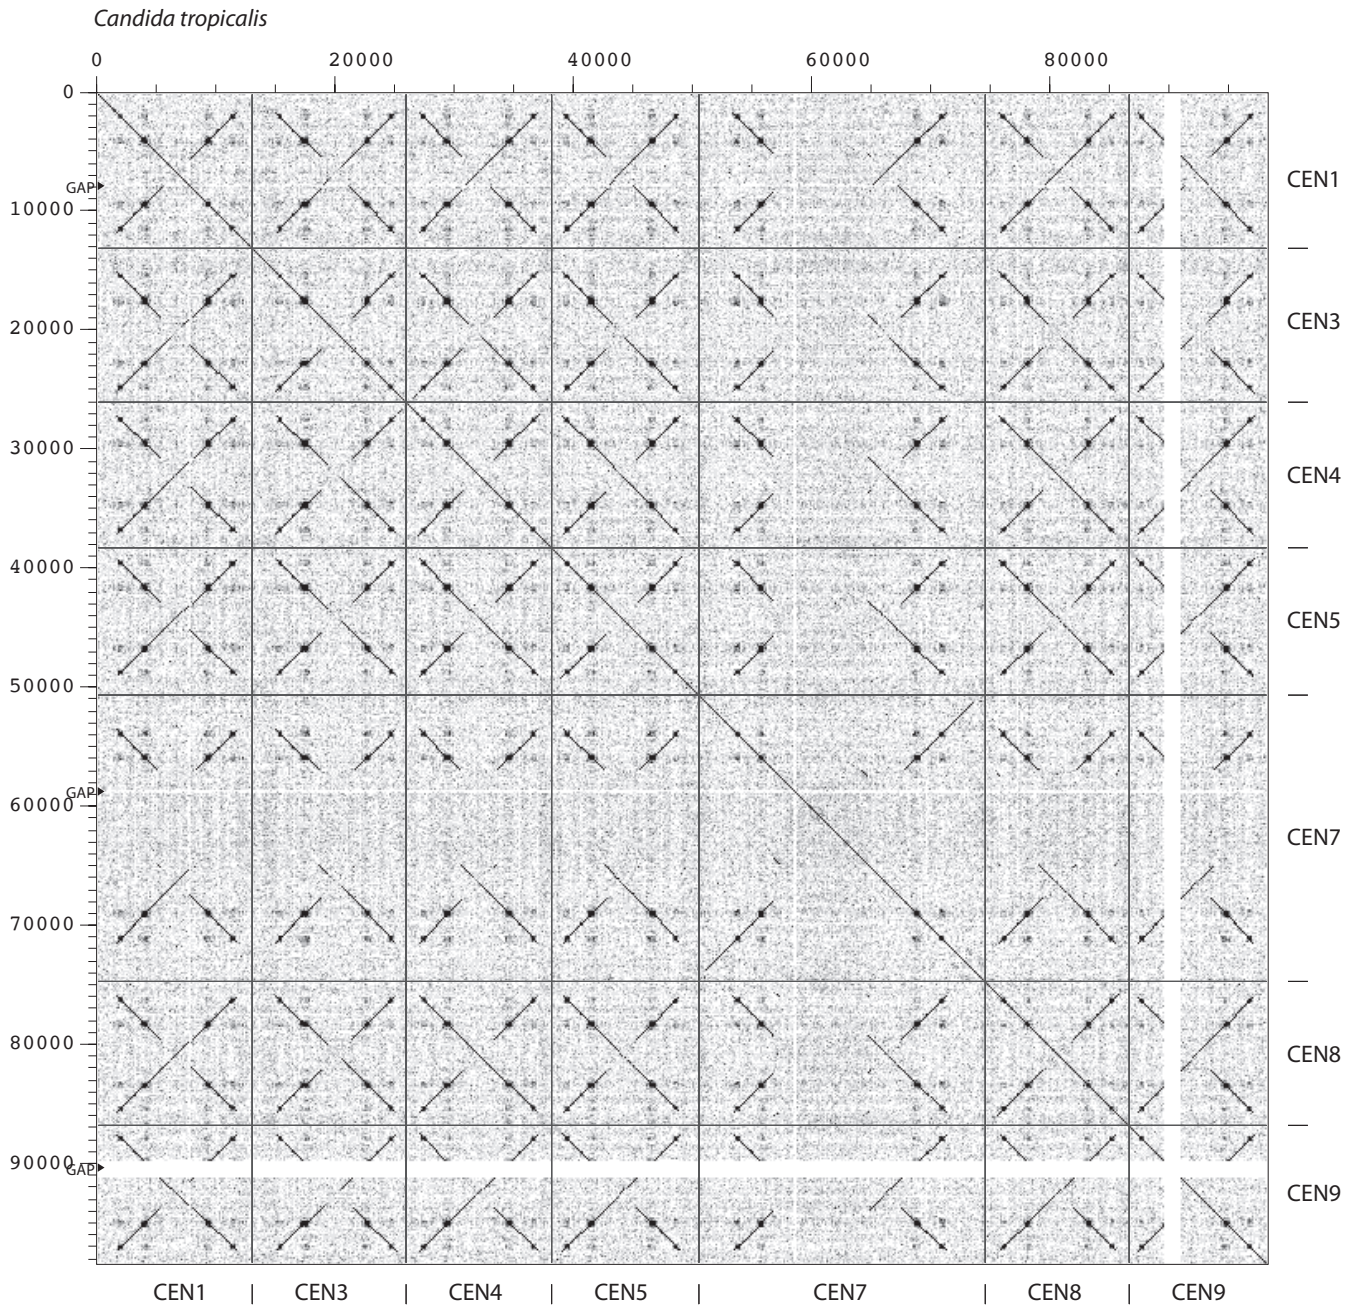 Candida tropicalis
0 20000 40000 60000 80000
0
CEN1
GAP
10000
20000
CEN3
30000
CEN4
40000
CEN5
50000
GAP
60000
CEN7
70000
80000
CEN8
90000
GAP
CEN9
CEN1 CEN3 CEN4 CEN5 CEN7 CEN8 CEN9